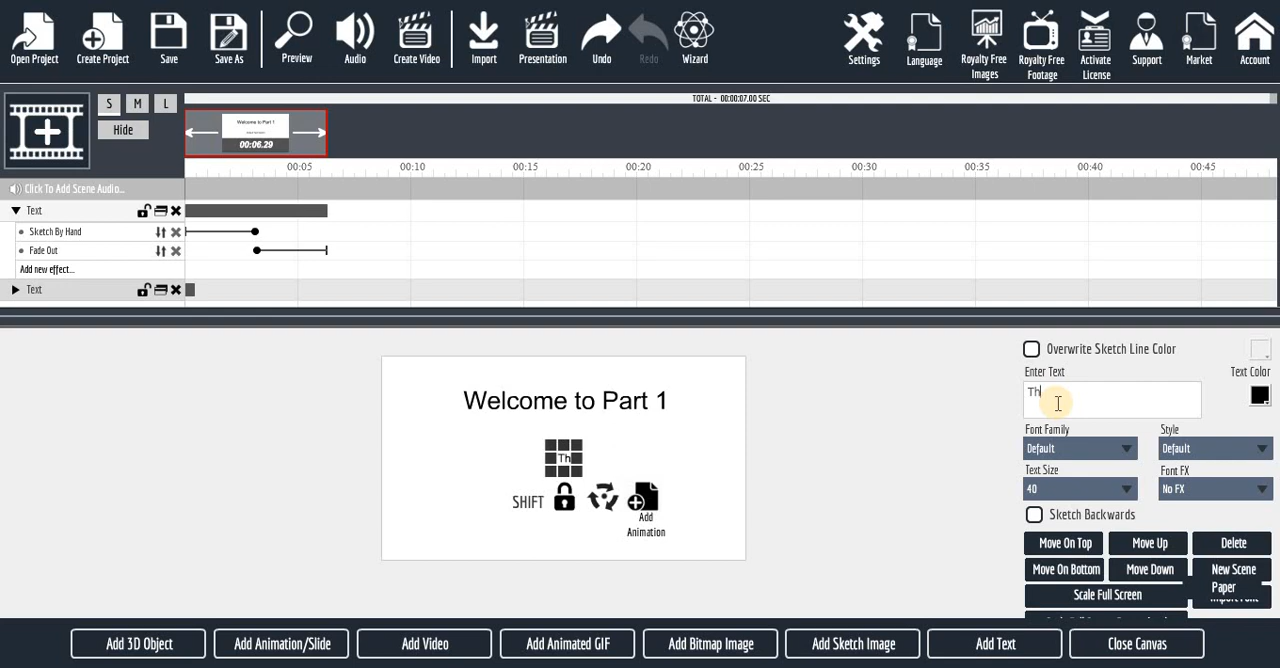 Open Project
Create Project
Save
Save As
Preview
Audio
Create Video
Import
Presentation
Undo
Redo
Wizard
Settings
Language
Royalty Free
Images
Royalty Free
Footage
Activate
License
Support
Market
Account
S M L
Hide
TOTAL - 00:00:07.00 SEC
Welcome to Part 1
00:06.29
00:05 00:10 00:15 00:20 00:25 00:30 00:35 00:40 00:45
Click To Add Scene Audio...
Text
Sketch By Hand
Fade Out
Add new effect...
Text
Welcome to Part 1
Th
SHIFT
Add
Animation
Overwrite Sketch Line Color
Enter Text
Text Color
Th
Font Family
Style
Default
Default
Text Size
Font FX
40
No FX
Sketch Backwards
Move On Top
Move Up
Delete
Move On Bottom
Move Down
New Scene
Paper
Scale Full Screen
Add 3D Object
Add Animation/Slide
Add Video
Add Animated GIF
Add Bitmap Image
Add Sketch Image
Add Text
Close Canvas